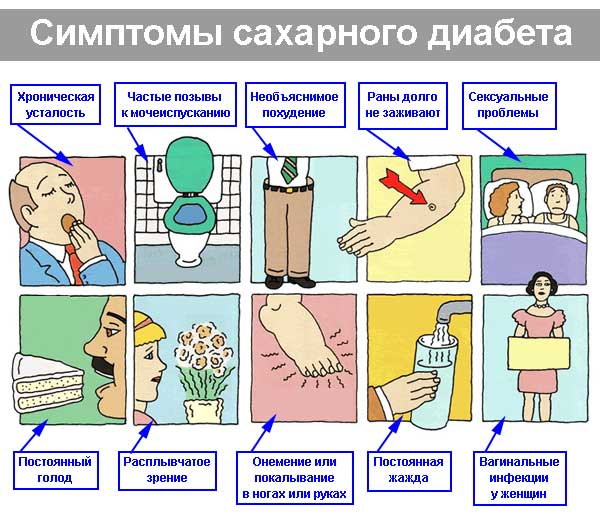 Симптомы сахарного диабета
Хроническая
усталость
Частые позывы
к мочеиспусканию
Необъяснимое
похудение
Раны долго
не заживают
Сексуальные
проблемы
Постоянный
голод
Расплывчатое
зрение
Онемение или
покалывание
в ногах или руках
Постоянная
жажда
Вагинальные
инфекции
у женщин